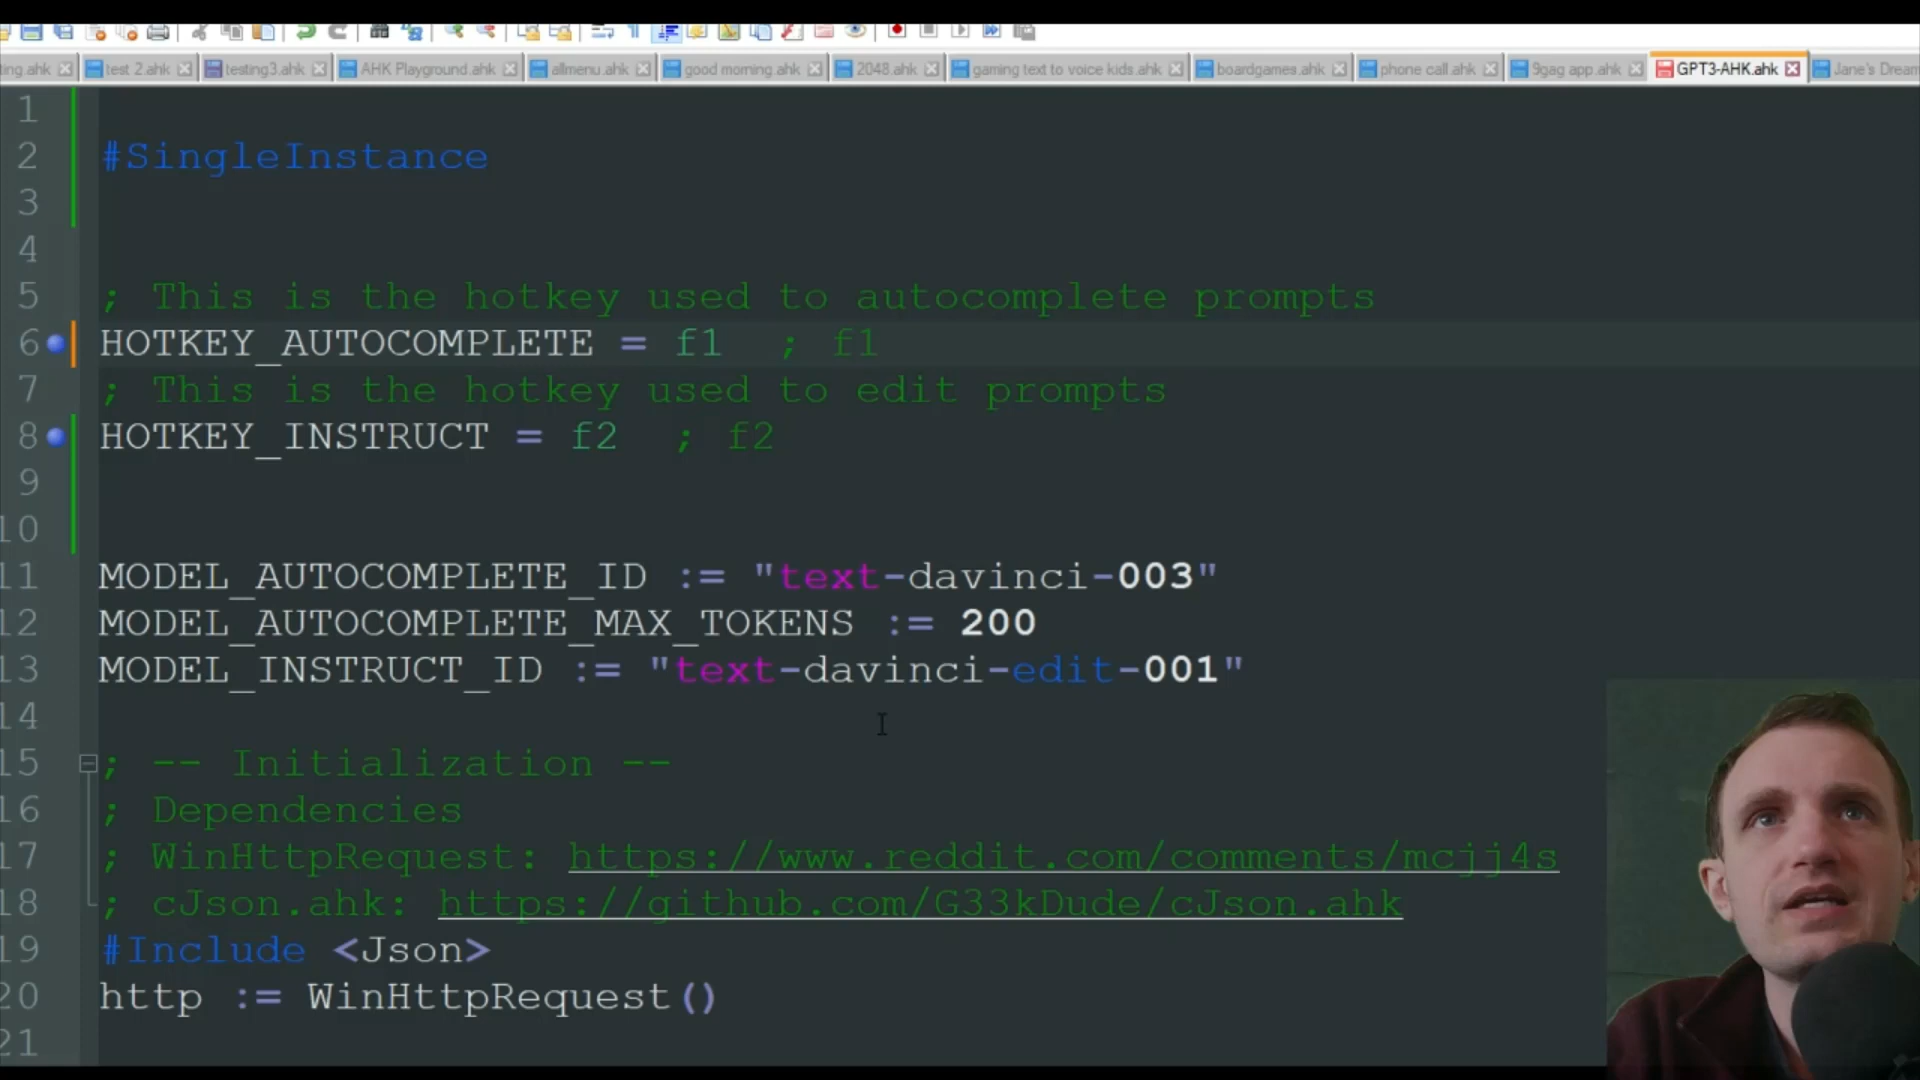 ting.ahk test 2.ahk testing3.ahk AHK Playground.ahk allmenu.ahk good morning.ahk 2048.ahk gaming text to voice kids.ahk boardgames.ahk phone call.ahk 9gag app.ahk GPT3-AHK.ahk Jane's Dream
1
2 #SingleInstance
3
4
5 ; This is the hotkey used to autocomplete prompts
6 HOTKEY_AUTOCOMPLETE = f1 ; f1
7 ; This is the hotkey used to edit prompts
8 HOTKEY_INSTRUCT = f2 ; f2
9
10
11 MODEL_AUTOCOMPLETE_ID := "text-davinci-003"
12 MODEL_AUTOCOMPLETE_MAX_TOKENS := 200
13 MODEL_INSTRUCT_ID := "text-davinci-edit-001"
14
15 ; -- Initialization --
16 ; Dependencies
17 ; WinHttpRequest: https://www.reddit.com/comments/mcjj4s
18 ; cJson.ahk: https://github.com/G33kDude/cJson.ahk
19 #Include <Json>
20 http := WinHttpRequest()
21